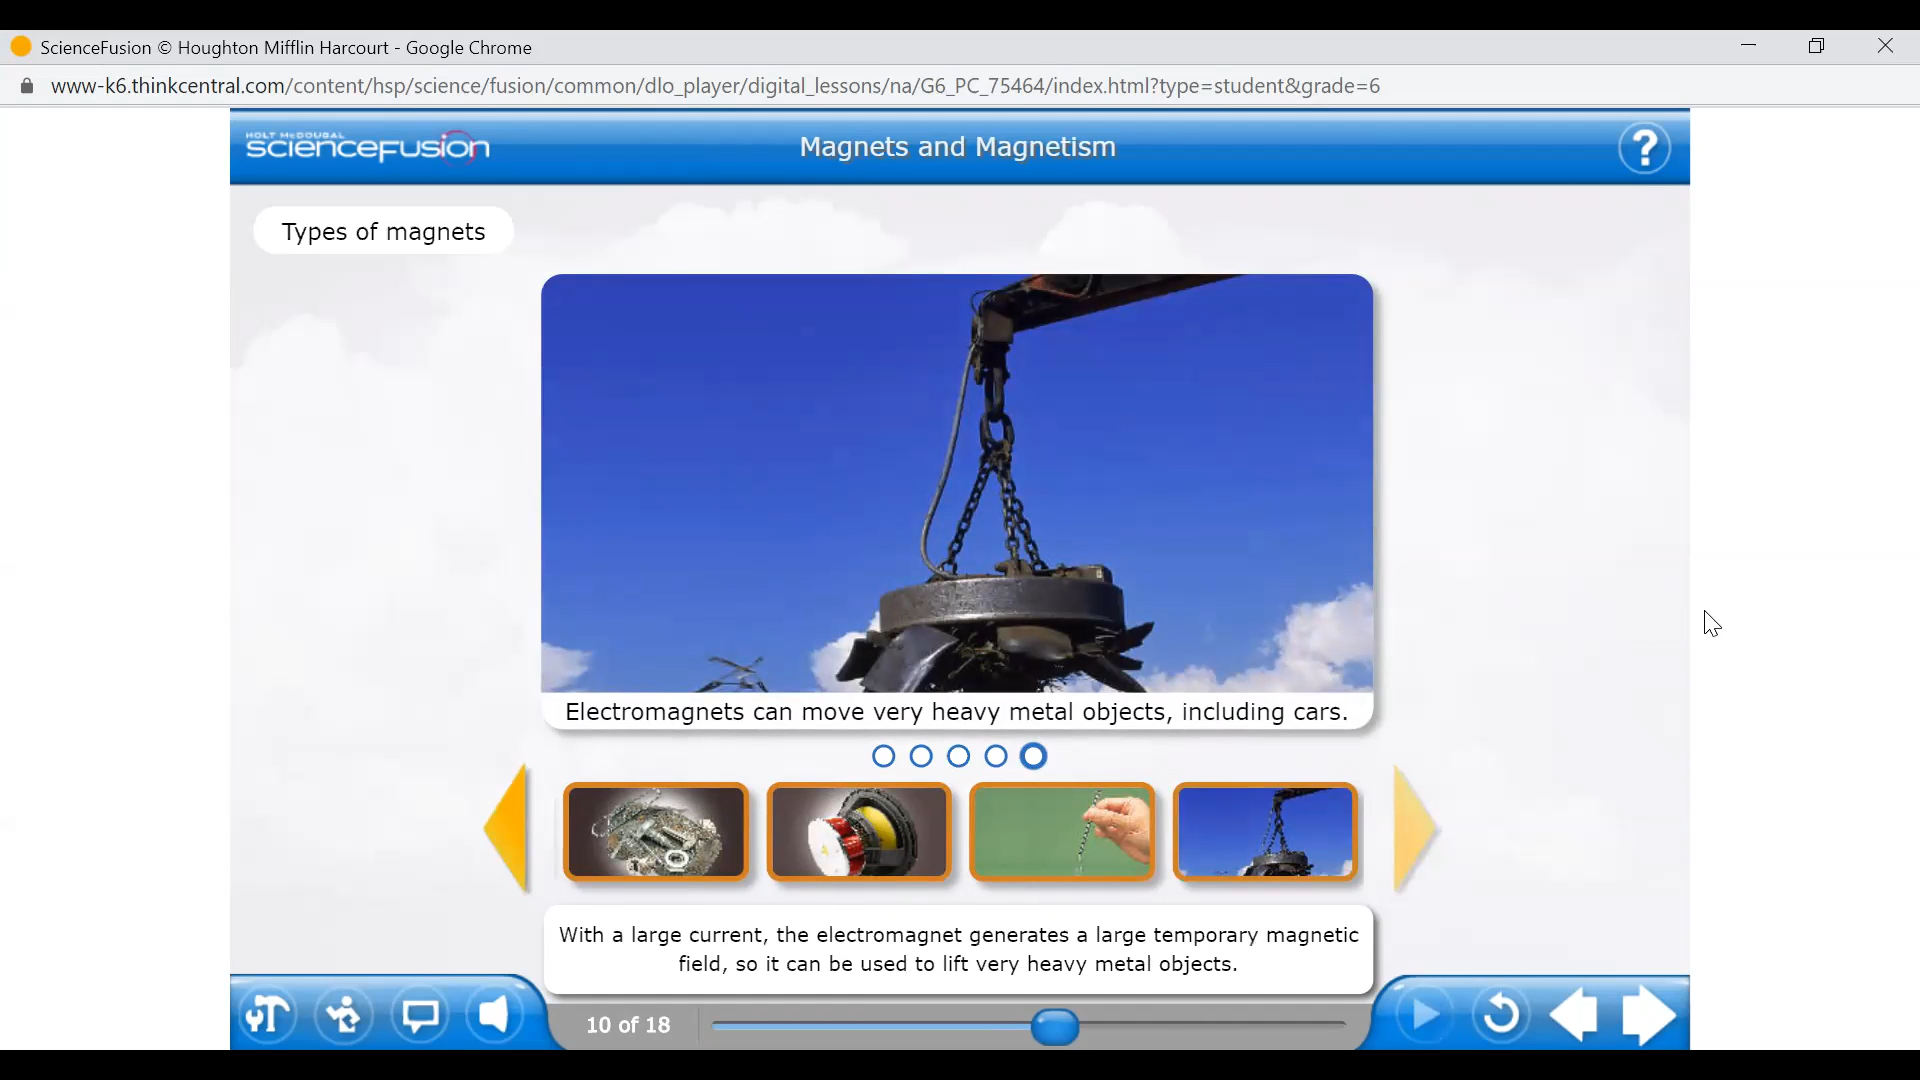 ScienceFusion © Houghton Mifflin Harcourt - Google Chrome
www-k6.thinkcentral.com/content/hsp/science/fusion/common/dlo_player/digital_lessons/na/G6_PC_75464/index.html?type=student&grade=6
HOLT McDOUGAL
scienceFusion
Magnets and Magnetism
?
Types of magnets
Electromagnets can move very heavy metal objects, including cars.
With a large current, the electromagnet generates a large temporary magnetic
field, so it can be used to lift very heavy metal objects.
10 of 18